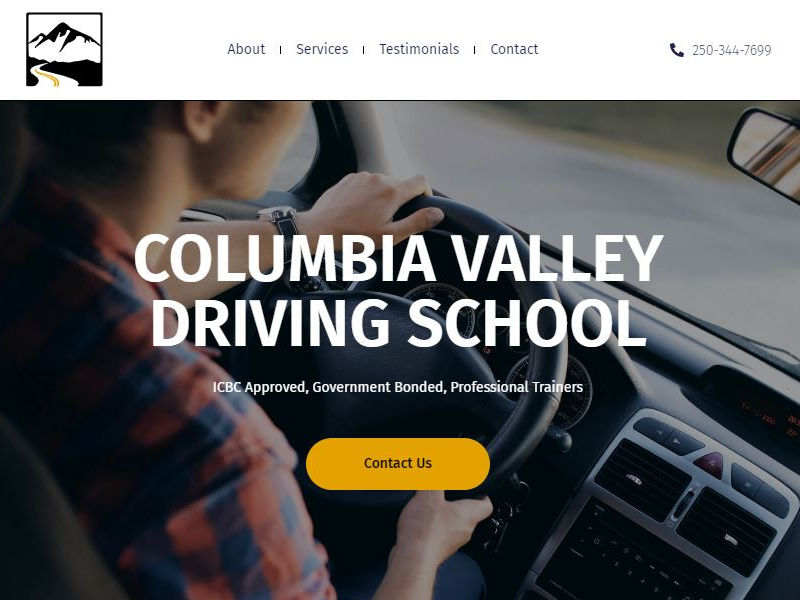 About
Services
Testimonials
Contact
250-344-7699
COLUMBIA VALLEY
DRIVING SCHOOL
ICBC Approved, Government Bonded, Professional Trainers
Contact Us